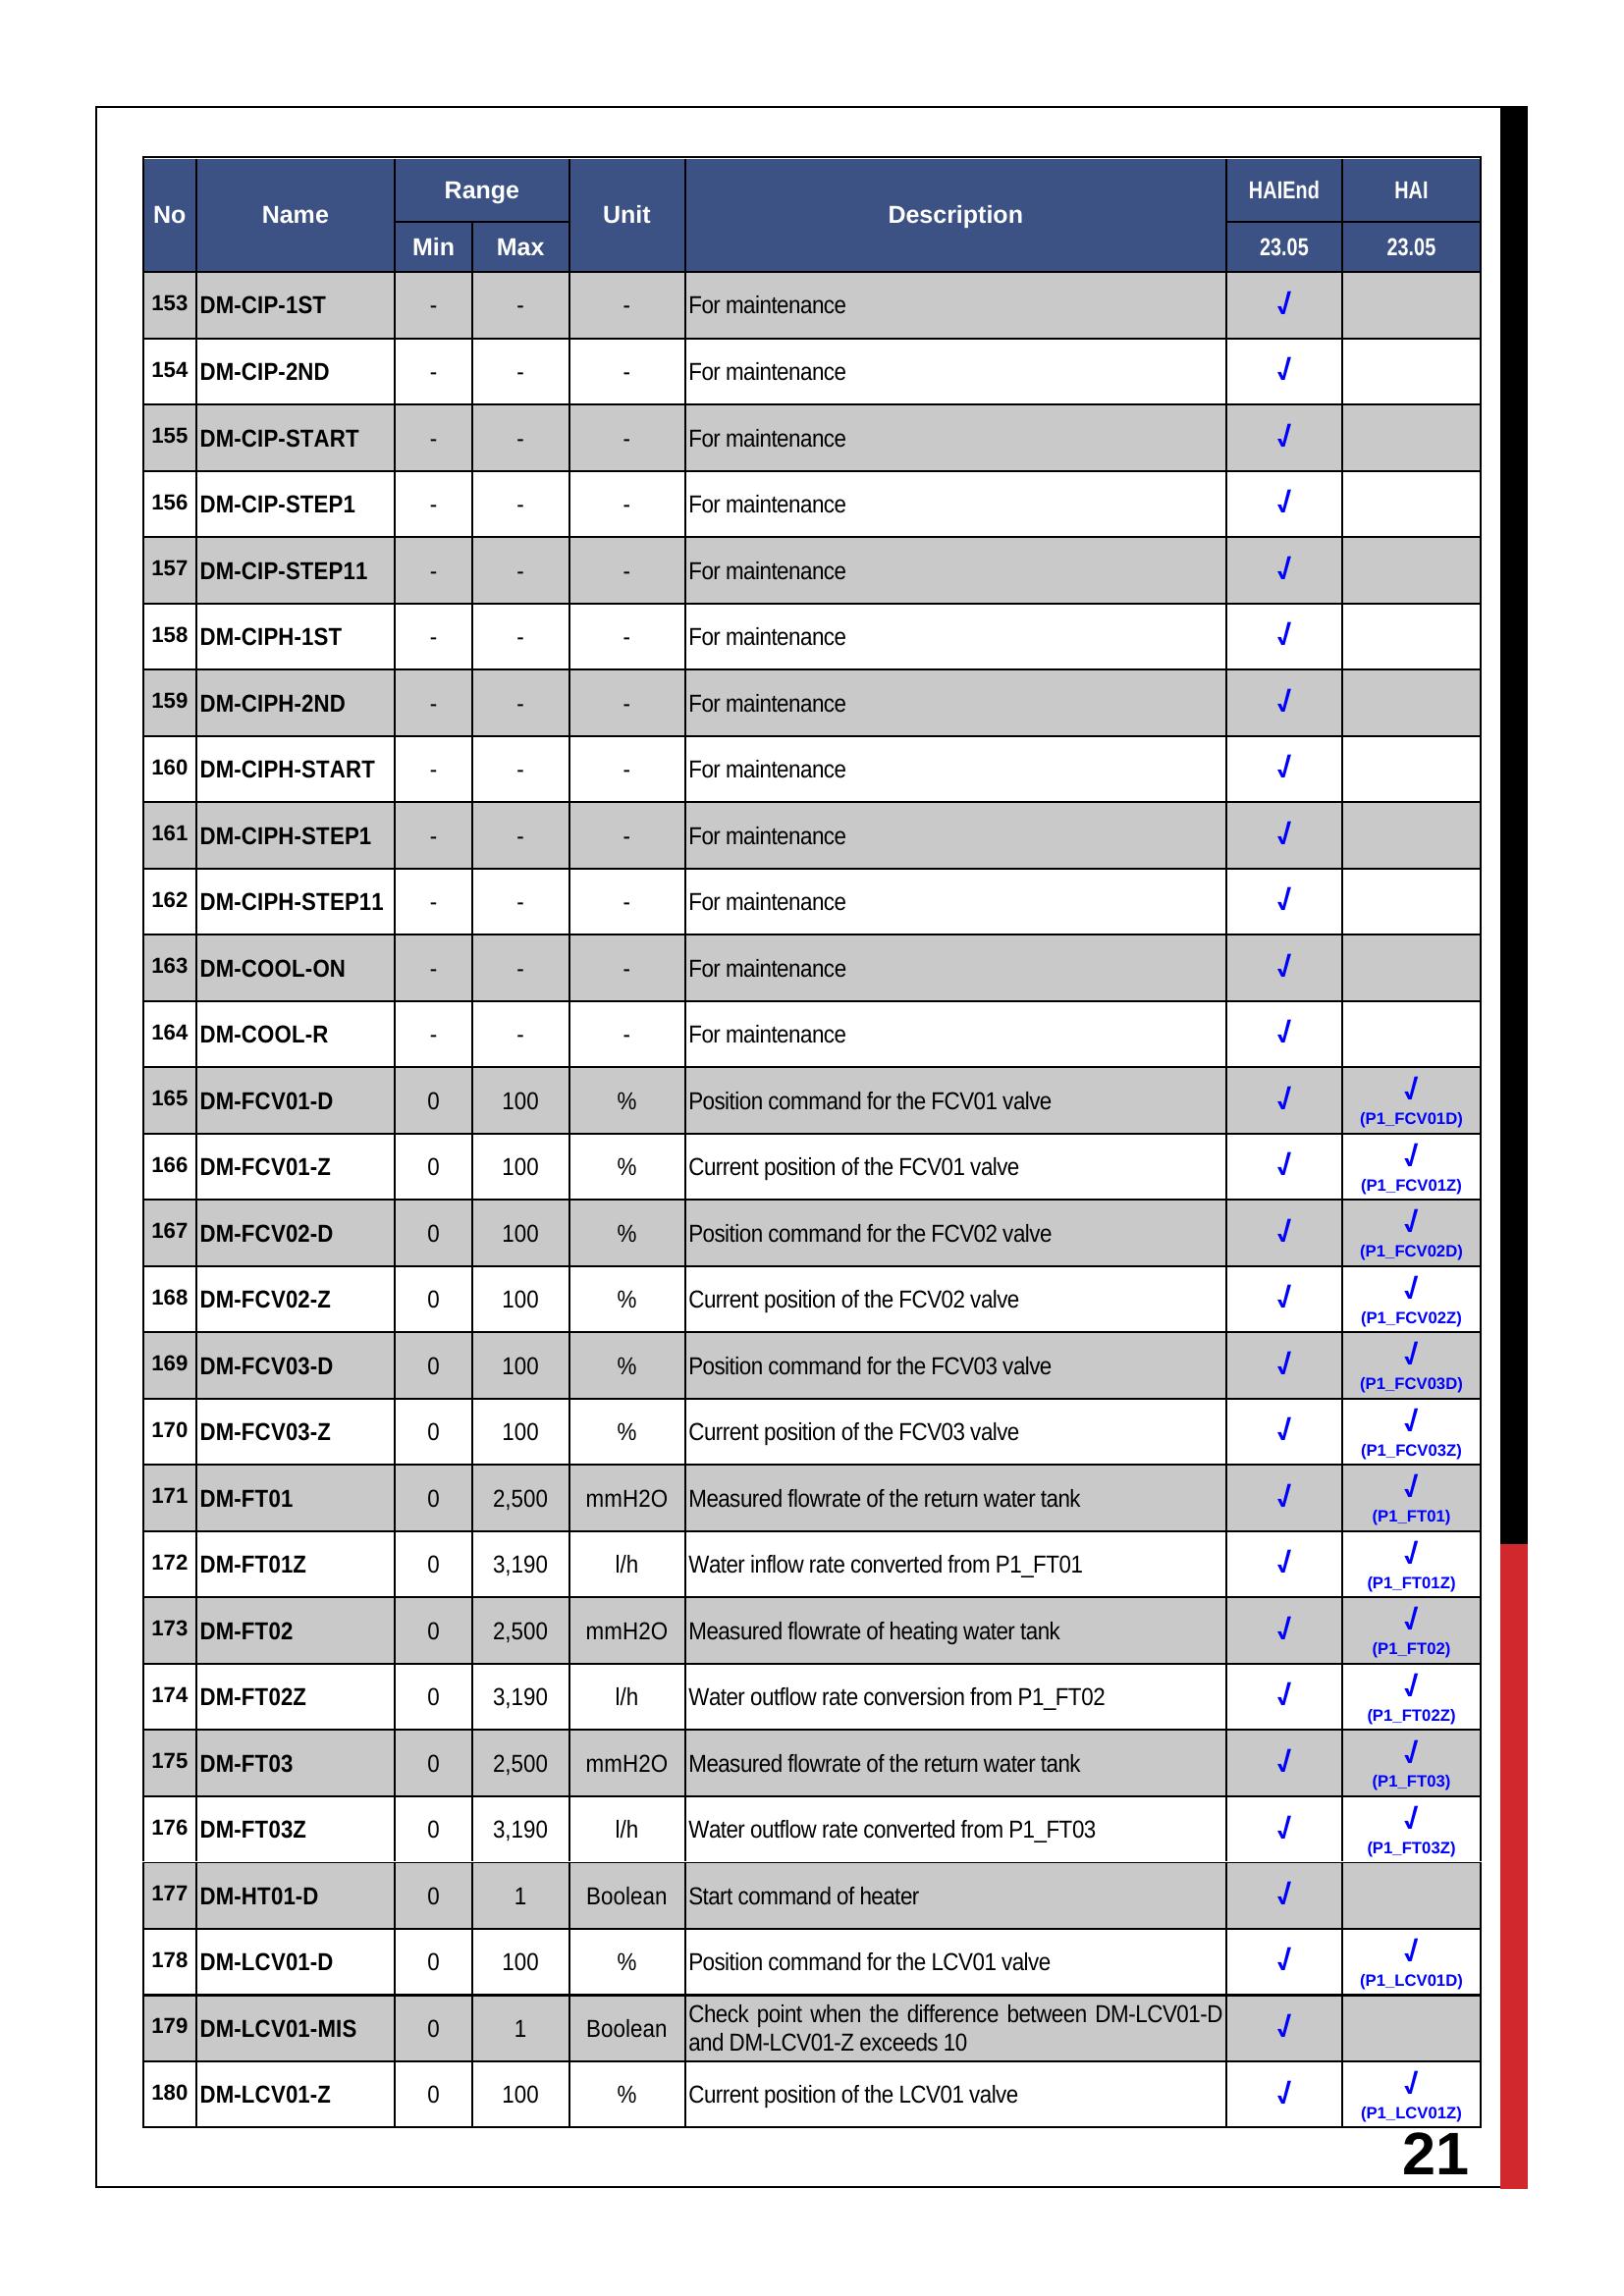 No Name Range Unit Description HAIEnd HAI
Min Max 23.05 23.05
153 DM-CIP-1ST - - - For maintenance √
154 DM-CIP-2ND - - - For maintenance √
155 DM-CIP-START - - - For maintenance √
156 DM-CIP-STEP1 - - - For maintenance √
157 DM-CIP-STEP11 - - - For maintenance √
158 DM-CIPH-1ST - - - For maintenance √
159 DM-CIPH-2ND - - - For maintenance √
160 DM-CIPH-START - - - For maintenance √
161 DM-CIPH-STEP1 - - - For maintenance √
162 DM-CIPH-STEP11 - - - For maintenance √
163 DM-COOL-ON - - - For maintenance √
164 DM-COOL-R - - - For maintenance √
165 DM-FCV01-D 0 100 % Position command for the FCV01 valve √ √
(P1_FCV01D)
166 DM-FCV01-Z 0 100 % Current position of the FCV01 valve √ √
(P1_FCV01Z)
167 DM-FCV02-D 0 100 % Position command for the FCV02 valve √ √
(P1_FCV02D)
168 DM-FCV02-Z 0 100 % Current position of the FCV02 valve √ √
(P1_FCV02Z)
169 DM-FCV03-D 0 100 % Position command for the FCV03 valve √ √
(P1_FCV03D)
170 DM-FCV03-Z 0 100 % Current position of the FCV03 valve √ √
(P1_FCV03Z)
171 DM-FT01 0 2,500 mmH2O Measured flowrate of the return water tank √ √
(P1_FT01)
172 DM-FT01Z 0 3,190 l/h Water inflow rate converted from P1_FT01 √ √
(P1_FT01Z)
173 DM-FT02 0 2,500 mmH2O Measured flowrate of heating water tank √ √
(P1_FT02)
174 DM-FT02Z 0 3,190 l/h Water outflow rate conversion from P1_FT02 √ √
(P1_FT02Z)
175 DM-FT03 0 2,500 mmH2O Measured flowrate of the return water tank √ √
(P1_FT03)
176 DM-FT03Z 0 3,190 l/h Water outflow rate converted from P1_FT03 √ √
(P1_FT03Z)
177 DM-HT01-D 0 1 Boolean Start command of heater √
178 DM-LCV01-D 0 100 % Position command for the LCV01 valve √ √
(P1_LCV01D)
179 DM-LCV01-MIS 0 1 Boolean Check point when the difference between DM-LCV01-D √
and DM-LCV01-Z exceeds 10
180 DM-LCV01-Z 0 100 % Current position of the LCV01 valve √ √
(P1_LCV01Z)
21